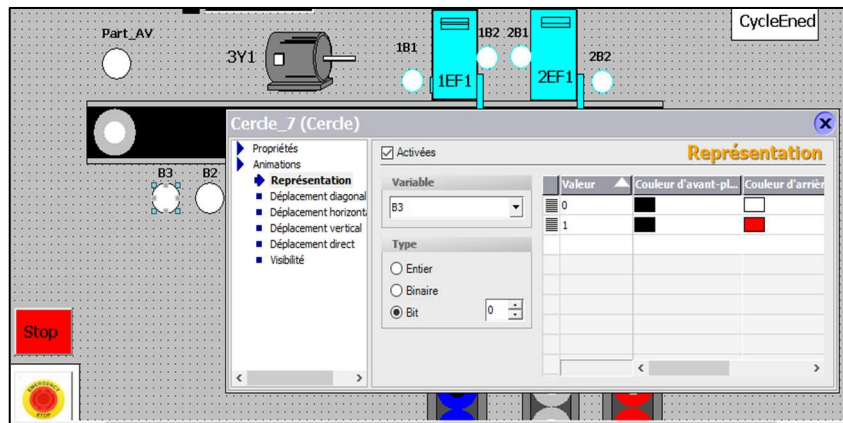 Part_AV
3Y1
1B1
1EF1
1B2 2B1
2EF1
2B2
CycleEned
B3 B2
Cercle_7 (Cercle)
Propriétés
Animations
Représentation
Déplacement diagonal
Déplacement horizont
Déplacement vertical
Déplacement direct
Visibilité
Activées
Représentation
Variable
B3
Type
Entier
Binaire
Bit 0
Valeur Couleur d'avant-pl... Couleur d'arrièr
0
1
Stop
EMERGENCY
STOP